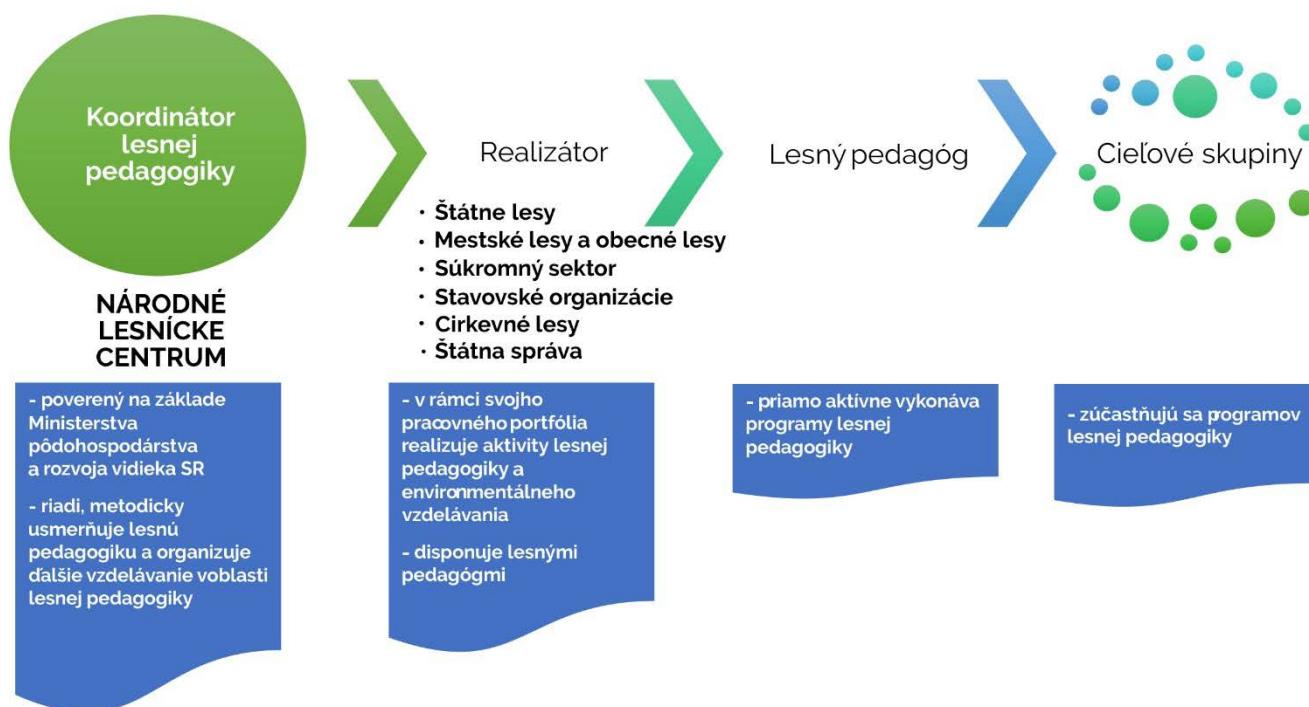 Koordinátor
lesnej
pedagogiky
NÁRODNÉ
LESNÍCKE
CENTRUM
- poverený na základe
Ministerstva
pôdohospodárstva
a rozvoja vidieka SR
- riadi, metodicky
usmerňuje lesnú
pedagogiku a organizuje
ďalšie vzdelávanie voblasti
lesnej pedagogiky
Realizátor
· Štátne lesy
· Mestské lesy a obecné lesy
· Súkromný sektor
· Stavovské organizácie
· Cirkevné lesy
· Štátna správa
- v rámci svojho
pracovného portfólia
realizuje aktivity lesnej
pedagogiky a
environmentálneho
vzdelávania
- disponuje lesnými
pedagógmi
Lesný pedagóg
- priamo aktívne vykonáva
programy lesnej
pedagogiky
Cieľové skupiny
- zúčastňujú sa programov
lesnej pedagogiky